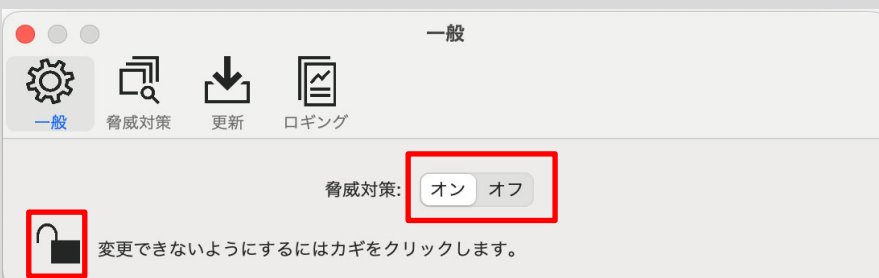 一般
一般
脅威対策
更新
ロギング
脅威対策: オン オフ
変更できないようにするにはカギをクリックします。